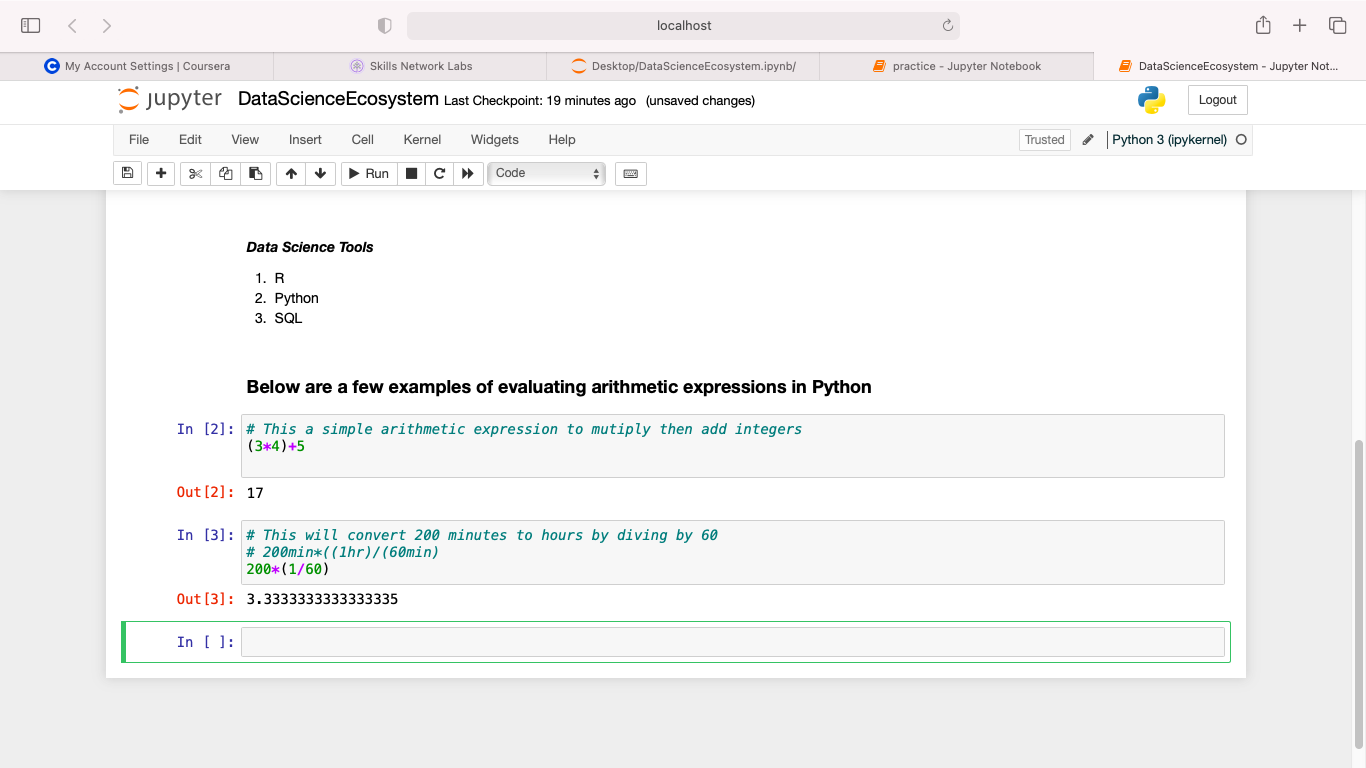 localhost
My Account Settings | Coursera
Skills Network Labs
Desktop/DataScienceEcosystem.ipynb/
practice - Jupyter Notebook
DataScienceEcosystem - Jupyter Not...
jupyter DataScienceEcosystem Last Checkpoint: 19 minutes ago (unsaved changes)
Logout
File Edit View Insert Cell Kernel Widgets Help
Trusted
Python 3 (ipykernel)
Run
Code
Data Science Tools
1. R
2. Python
3. SQL
Below are a few examples of evaluating arithmetic expressions in Python
In [2]: # This a simple arithmetic expression to mutiply then add integers
(3*4)+5
Out[2]: 17
In [3]: # This will convert 200 minutes to hours by diving by 60
# 200min*((1hr)/(60min)
200*(1/60)
Out[3]: 3.3333333333333335
In [ ]: